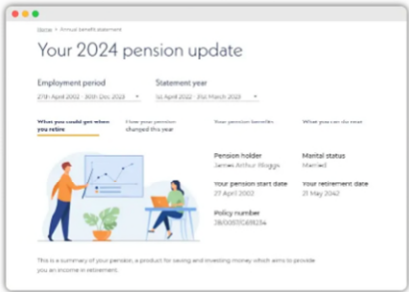 Home > Annual benefit statement
Your 2024 pension update
Employment period
Statement year
27th April 2002 - 30th Dec 2023
1st April 2022 - 31st March 2023
What you could get when
you retire
How your pension
changed this year
Your pension benefits
What you can do next
Pension holder
James Arthur Bloggs
Marital status
Married
Your pension start date
27 April 2002
Your retirement date
21 May 2042
Policy number
This is a summary of your pension, a product for saving and investing money which aims to provide
you an income in retirement.